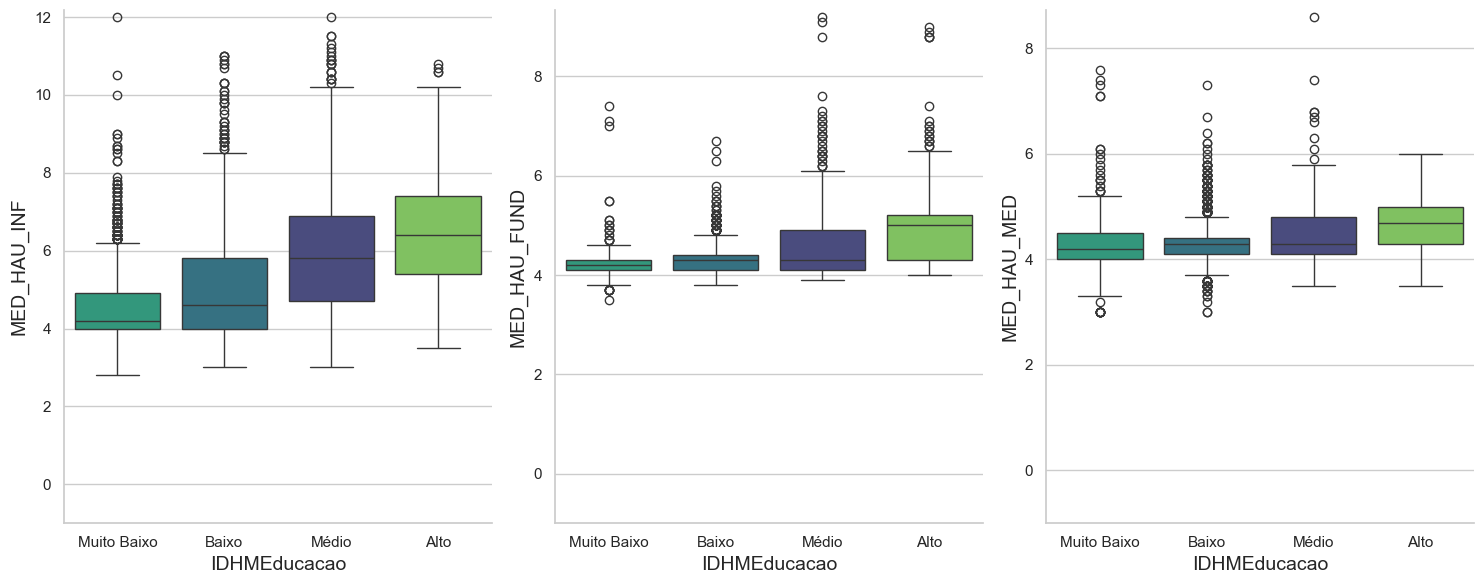 12
10
8
6
4
2
0
MED_HAU_INF
Muito Baixo
Baixo
Médio
Alto
IDHMEducacao
8
6
4
2
0
MED_HAU_FUND
Muito Baixo
Baixo
Médio
Alto
IDHMEducacao
8
6
4
2
0
MED_HAU_MED
Muito Baixo
Baixo
Médio
Alto
IDHMEducacao